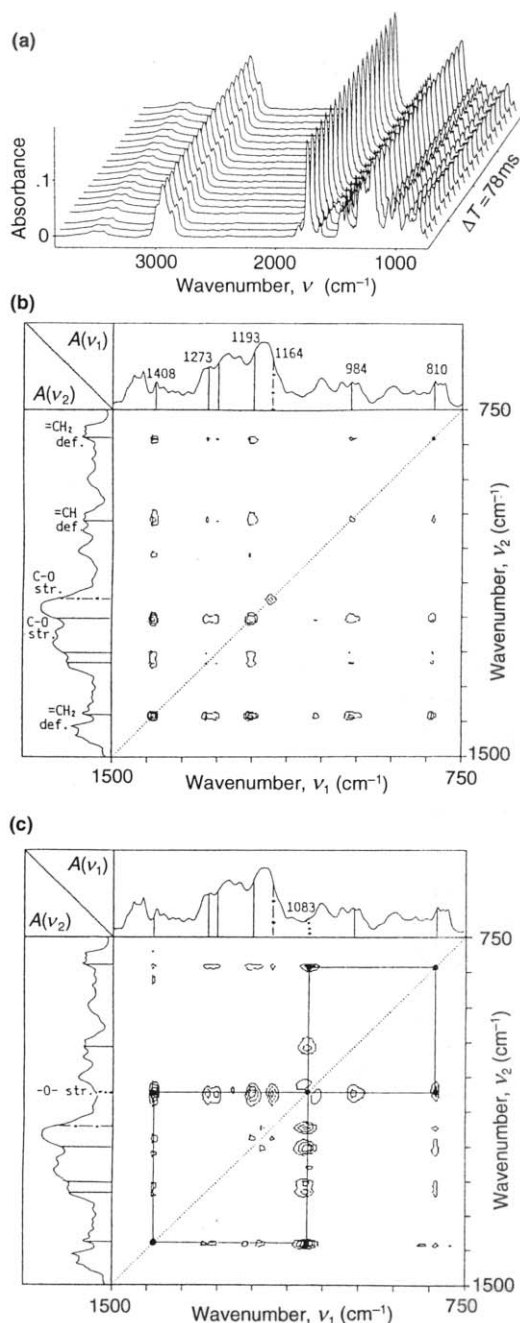 (a)
Absorbance
.1
0
3000
2000
1000
Wavenumber, ν (cm⁻¹)
ΔT = 78ms
(b)
A(ν₁)
A(ν₂)
1408
1273
1193
1164
984
810
=CH₂
def.
=CH
def.
C-O
str.
C-O
str.
=CH₂
def.
750
Wavenumber, ν₂ (cm⁻¹)
1500
1500
Wavenumber, ν₁ (cm⁻¹)
750
(c)
A(ν₁)
A(ν₂)
1083
-O- str.
750
Wavenumber, ν₂ (cm⁻¹)
1500
1500
Wavenumber, ν₁ (cm⁻¹)
750